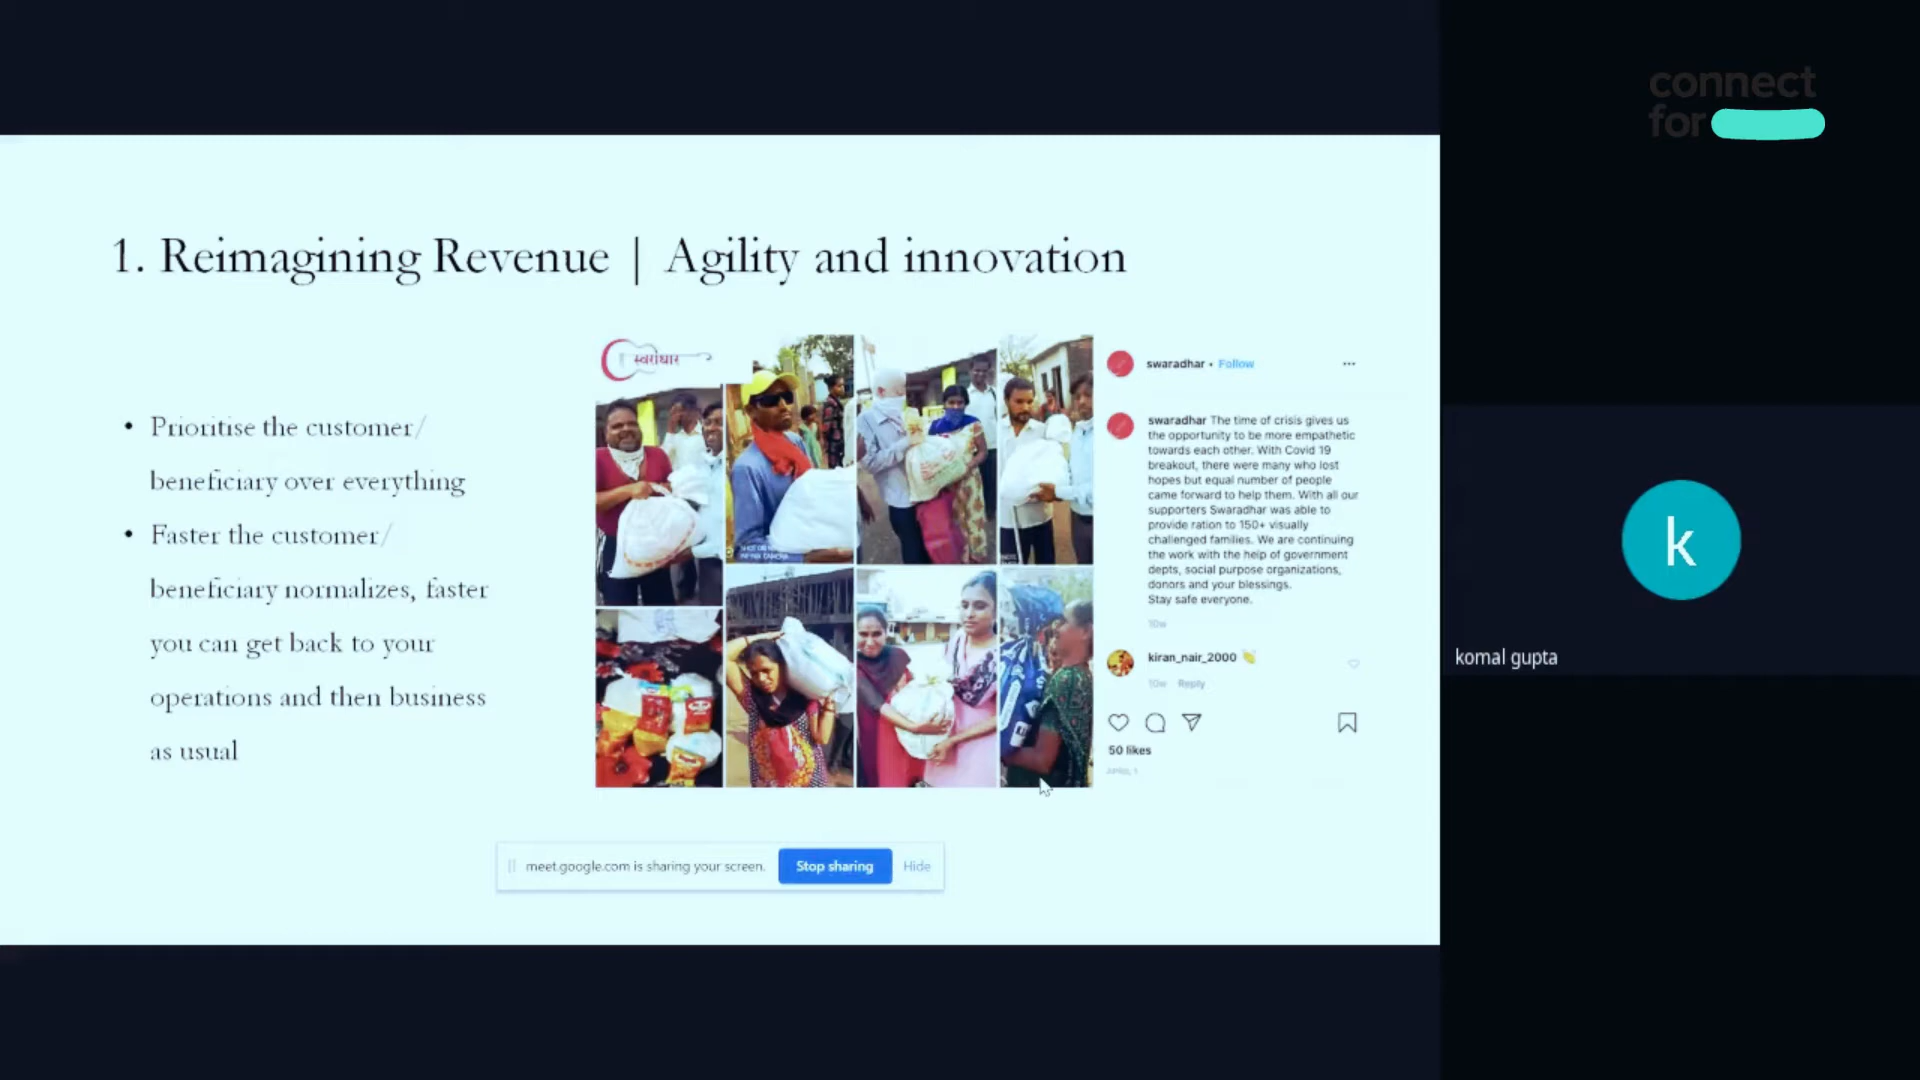 connect
for
1. Reimagining Revenue | Agility and innovation
• Prioritise the customer/
beneficiary over everything
• Faster the customer/
beneficiary normalizes, faster
you can get back to your
operations and then business
as usual
स्वराधार
swaradhar • Follow
swaradhar The time of crisis gives us
the opportunity to be more empathetic
towards each other. With Covid 19
breakout, there were many who lost
hopes but equal number of people
came forward to help them. With all our
supporters Swaradhar was able to
provide ration to 150+ visually
challenged families. We are continuing
the work with the help of government
depts, social purpose organizations,
donors and your blessings.
Stay safe everyone.
10w
kiran_nair_2000
10w Reply
50 likes
APRIL 1
meet.google.com is sharing your screen.
Stop sharing
Hide
k
komal gupta